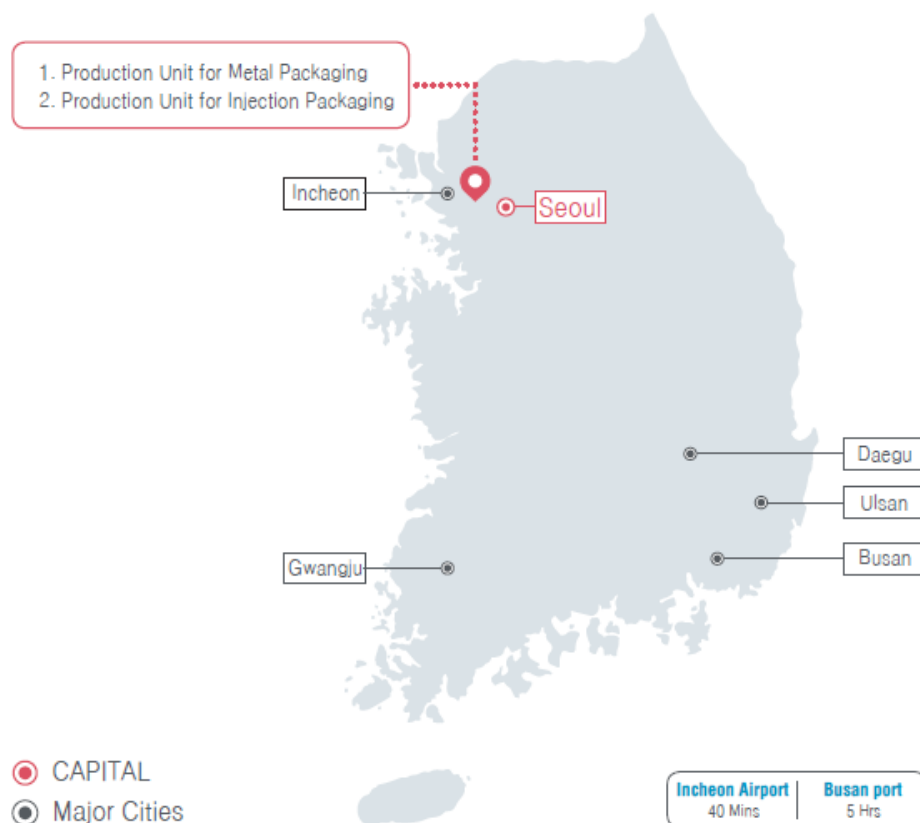 1. Production Unit for Metal Packaging
2. Production Unit for Injection Packaging
Incheon
Seoul
Daegu
Ulsan
Busan
Gwangju
CAPITAL
Major Cities
Incheon Airport
40 Mins
Busan port
5 Hrs